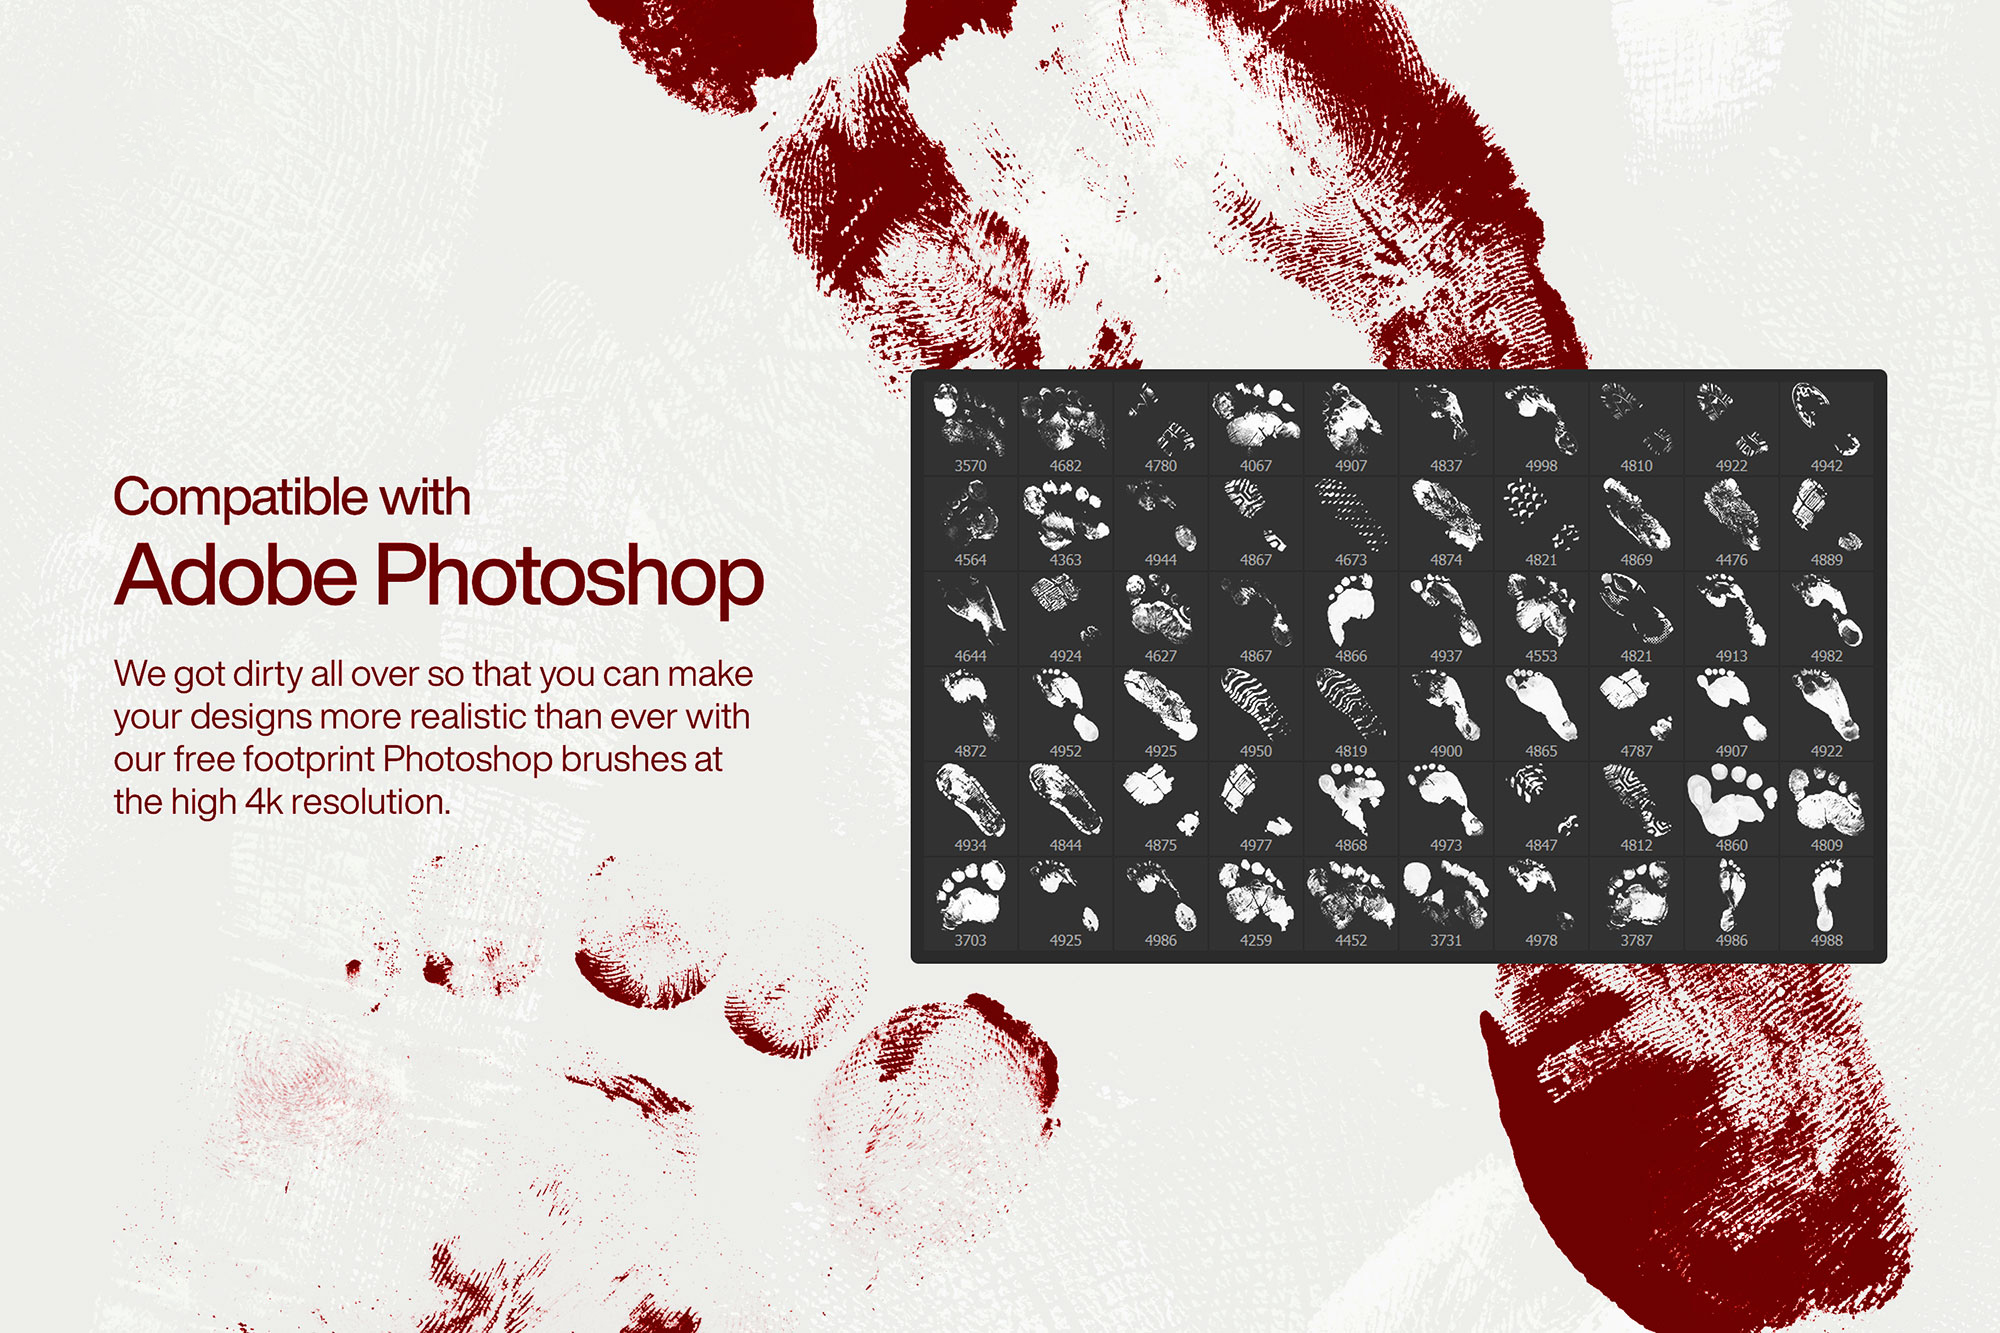 Compatible with
Adobe Photoshop
We got dirty all over so that you can make
your designs more realistic than ever with
our free footprint Photoshop brushes at
the high 4k resolution.
3570 4682 4780 4067 4907 4837 4998 4810 4922 4942
4564 4363 4944 4867 4673 4874 4821 4869 4476 4889
4644 4924 4627 4867 4866 4937 4553 4821 4913 4982
4872 4952 4925 4950 4819 4900 4865 4787 4907 4922
4934 4844 4875 4977 4868 4973 4847 4812 4860 4809
3703 4925 4986 4259 4452 3731 4978 3787 4986 4988